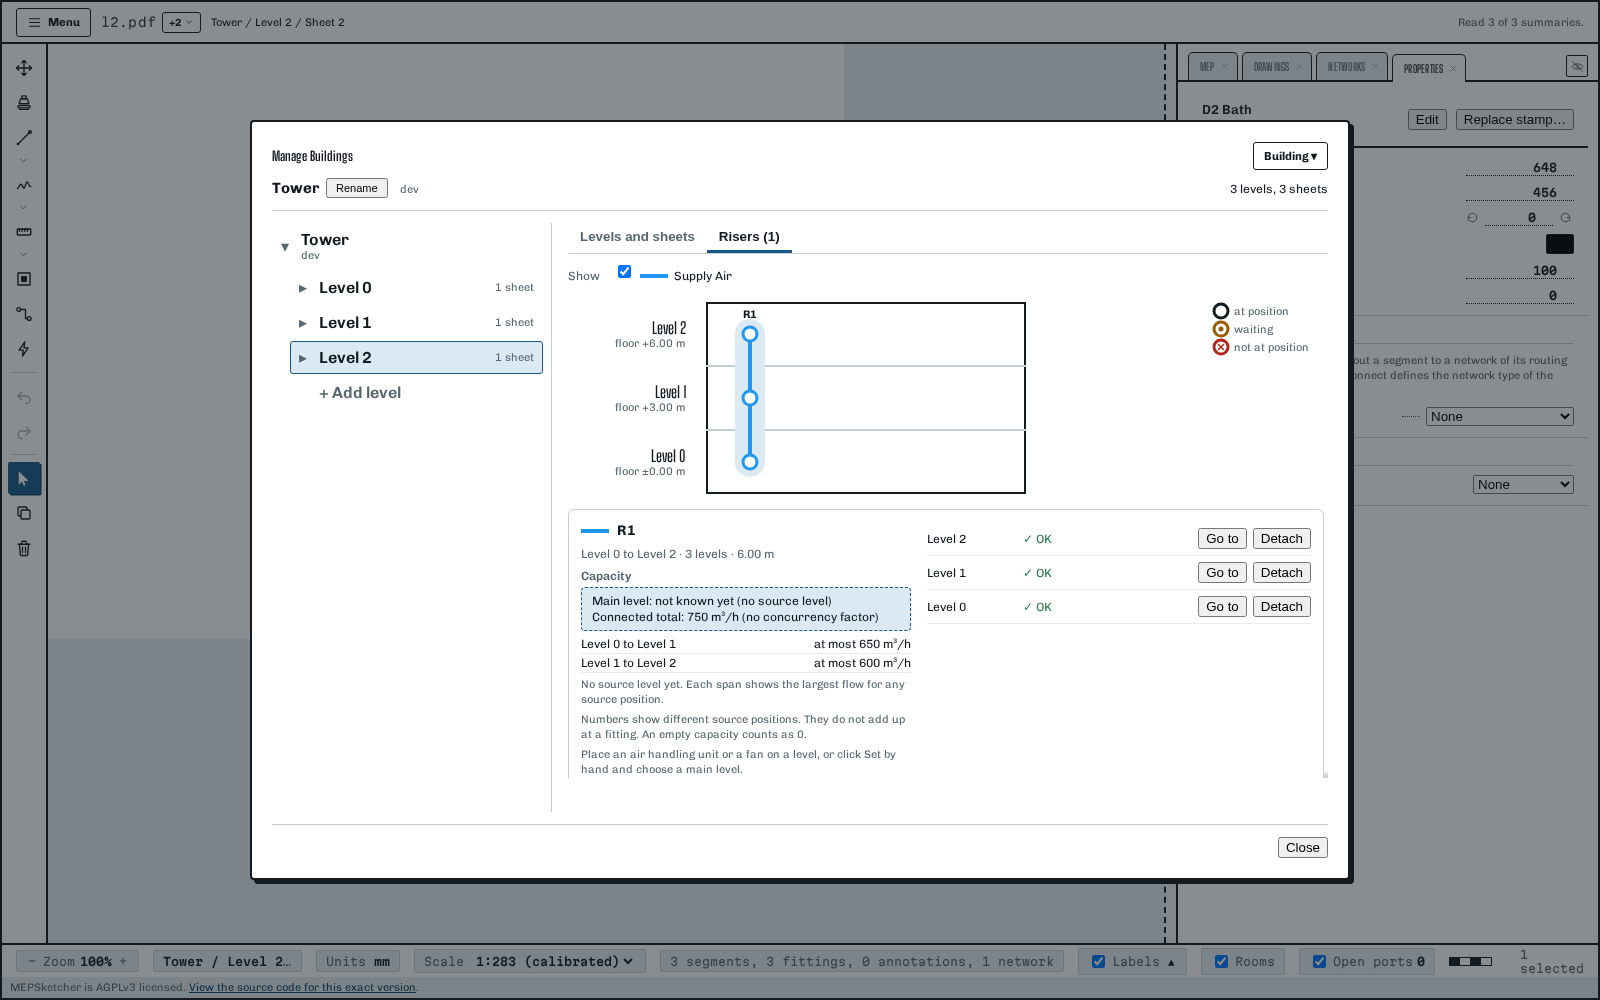 Menu
l2.pdf
+2
Tower / Level 2 / Sheet 2
Read 3 of 3 summaries.
MEP
DRAWINGS
NETWORKS
PROPERTIES
D2 Bath
Edit
Replace stamp…
648
456
0
100
0
out a segment to a network of its routing
onnect defines the network type of the
None
None
Manage Buildings
Building ▾
Tower
Rename
dev
3 levels, 3 sheets
▼ Tower
dev
▶ Level 0
1 sheet
▶ Level 1
1 sheet
▶ Level 2
1 sheet
+ Add level
Levels and sheets
Risers (1)
Show
Supply Air
R1
Level 2
floor +6.00 m
Level 1
floor +3.00 m
Level 0
floor ±0.00 m
at position
waiting
not at position
R1
Level 0 to Level 2 · 3 levels · 6.00 m
Capacity
Main level: not known yet (no source level)
Connected total: 750 m³/h (no concurrency factor)
Level 0 to Level 1
at most 650 m³/h
Level 1 to Level 2
at most 600 m³/h
No source level yet. Each span shows the largest flow for any
source position.
Numbers show different source positions. They do not add up
at a fitting. An empty capacity counts as 0.
Place an air handling unit or a fan on a level, or click Set by
hand and choose a main level.
Level 2
✓ OK
Go to
Detach
Level 1
✓ OK
Go to
Detach
Level 0
✓ OK
Go to
Detach
Close
− Zoom 100% +
Tower / Level 2…
Units mm
Scale 1:283 (calibrated)
3 segments, 3 fittings, 0 annotations, 1 network
Labels ▲
Rooms
Open ports 0
1
selected
MEPSketcher is AGPLv3 licensed. View the source code for this exact version.